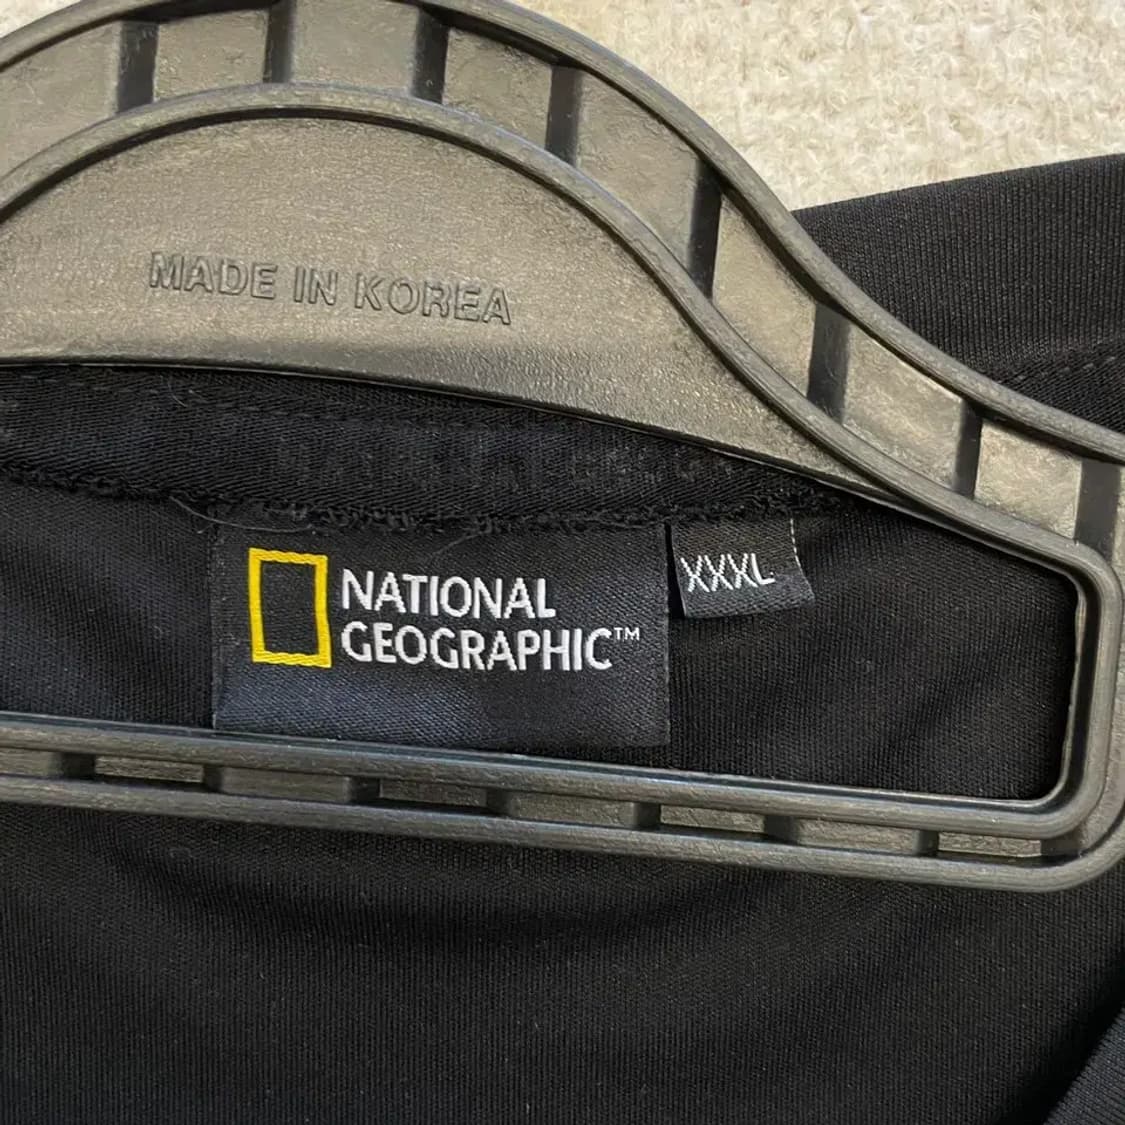 MADE IN KOREA
NATIONAL
GEOGRAPHIC™
XXXL